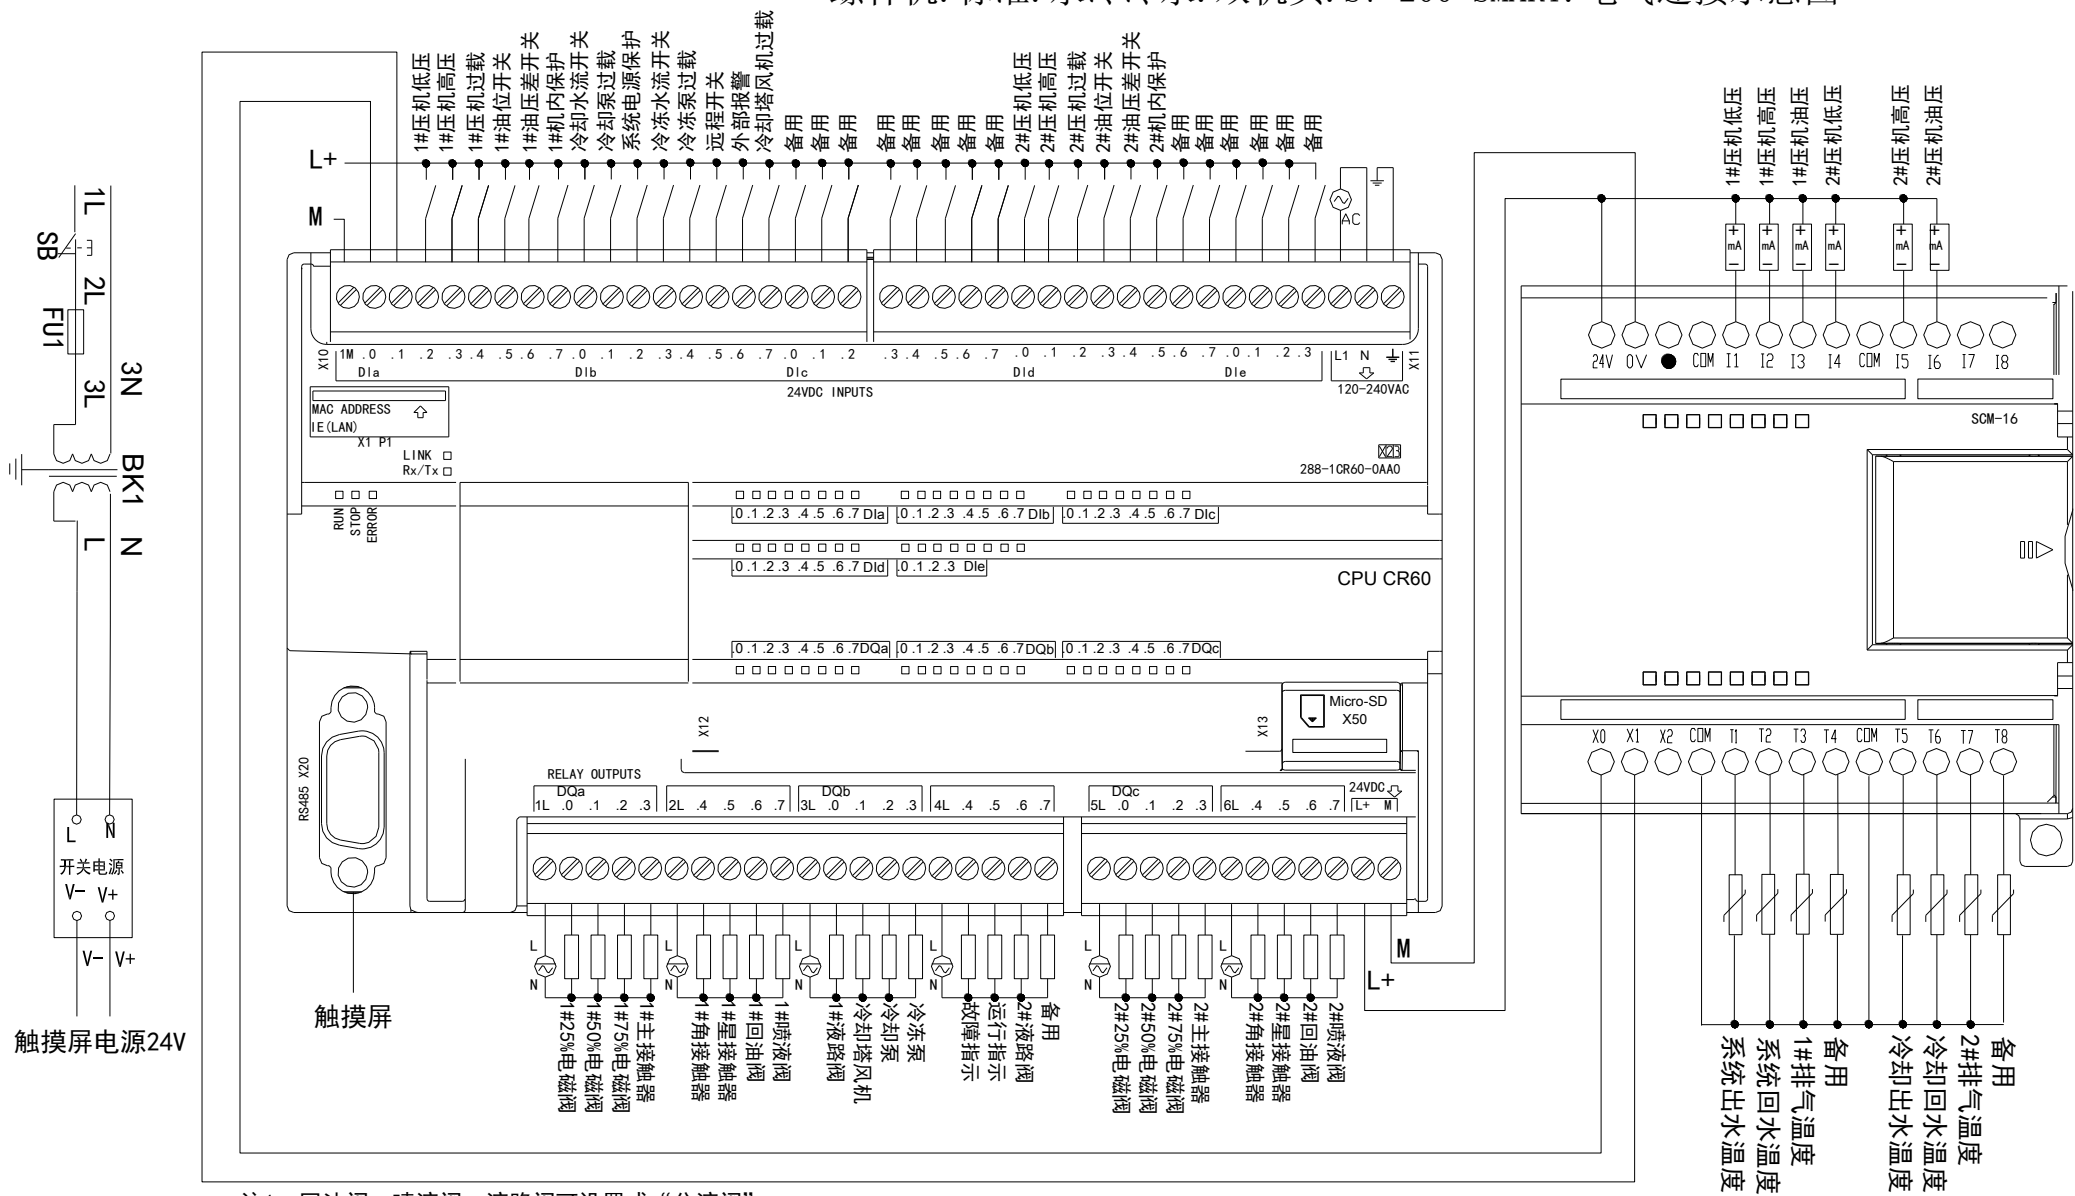 1#压机低压
1#压机高压
1#压机过载
1#油位开关
1#油压差开关
1#机内保护
冷却水流开关
冷却泵过载
系统电源保护
冷冻水流开关
冷冻泵过载
远程开关
外部报警
冷却塔风机过载
备用
备用
备用
备用
备用
备用
备用
备用
2#压机低压
2#压机高压
2#压机过载
2#油位开关
2#油压差开关
2#机内保护
备用
备用
备用
备用
备用
备用
1#压机低压
1#压机高压
1#压机油压
2#压机低压
2#压机高压
2#压机油压
L+
M
AC
+ mA −
+ mA −
+ mA −
+ mA −
+ mA −
+ mA −
1L
SB
2L
FU1
3L
3N
BK1
L
N
L N
开关电源
V- V+
V- V+
触摸屏电源24V
X10
1M .0 .1 .2 .3 .4 .5 .6 .7 .0 .1 .2 .3 .4 .5 .6 .7 .0 .1 .2 .3 .4 .5 .6 .7 .0 .1 .2 .3 .4 .5 .6 .7 .0 .1 .2 .3 L1 N
X11
DIa DIb DIc DId DIe
24VDC INPUTS
120-240VAC
MAC ADDRESS
IE(LAN)
X1 P1
LINK
Rx/Tx
X23
288-1CR60-0AA0
RUN
STOP
ERROR
.0 .1 .2 .3 .4 .5 .6 .7 DIa .0 .1 .2 .3 .4 .5 .6 .7 DIb .0 .1 .2 .3 .4 .5 .6 .7 DIc
.0 .1 .2 .3 .4 .5 .6 .7 DId .0 .1 .2 .3 DIe
CPU CR60
.0 .1 .2 .3 .4 .5 .6 .7 DQa .0 .1 .2 .3 .4 .5 .6 .7 DQb .0 .1 .2 .3 .4 .5 .6 .7 DQc
Micro-SD
X50
X12
X13
RS485 X20
RELAY OUTPUTS
DQa DQb DQc
24VDC
1L .0 .1 .2 .3 2L .4 .5 .6 .7 3L .0 .1 .2 .3 4L .4 .5 .6 .7 5L .0 .1 .2 .3 6L .4 .5 .6 .7 L+ M
L N
L N
L N
L N
L N
L N
M
L+
触摸屏
1#25%电磁阀
1#50%电磁阀
1#75%电磁阀
1#主接触器
1#角接触器
1#星接触器
1#回油阀
1#喷液阀
1#液路阀
冷却塔风机
冷却泵
冷冻泵
故障指示
运行指示
2#液路阀
备用
2#25%电磁阀
2#50%电磁阀
2#75%电磁阀
2#主接触器
2#角接触器
2#星接触器
2#回油阀
2#喷液阀
24V 0V ● COM I1 I2 I3 I4 COM I5 I6 I7 I8
SCM-16
X0 X1 X2 COM T1 T2 T3 T4 COM T5 T6 T7 T8
系统出水温度
系统回水温度
1#排气温度
备用
冷却出水温度
冷却回水温度
2#排气温度
备用